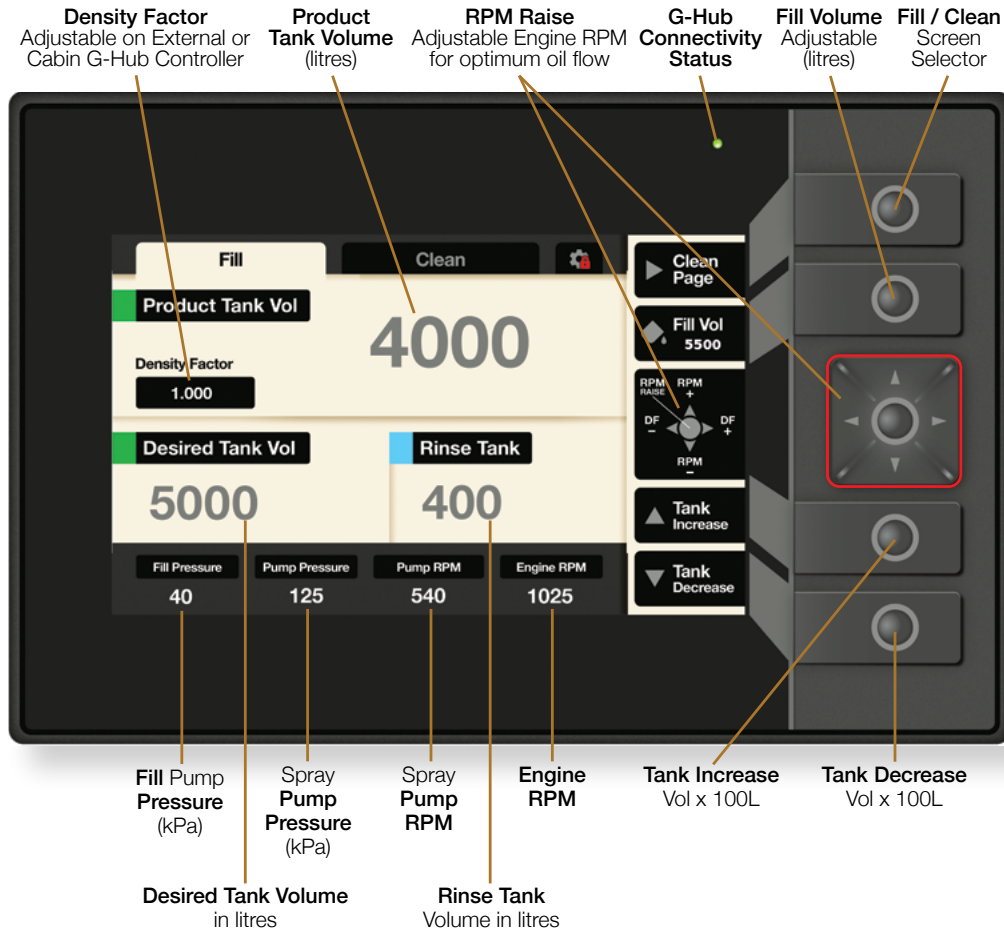 Density Factor
Adjustable on External or
Cabin G-Hub Controller
Product
Tank Volume
(litres)
RPM Raise
Adjustable Engine RPM
for optimum oil flow
G-Hub
Connectivity
Status
Fill Volume
Adjustable
(litres)
Fill / Clean
Screen
Selector
Fill
Clean
Product Tank Vol
4000
Density Factor
1.000
Desired Tank Vol
5000
Rinse Tank
400
Fill Pressure
40
Pump Pressure
125
Pump RPM
540
Engine RPM
1025
Clean
Page
Fill Vol
5500
RPM
RAISE
RPM
+
DF
-
DF
+
RPM
-
Tank
Increase
Tank
Decrease
Fill Pump
Pressure
(kPa)
Spray
Pump
Pressure
(kPa)
Spray
Pump
RPM
Engine
RPM
Tank Increase
Vol x 100L
Tank Decrease
Vol x 100L
Desired Tank Volume
in litres
Rinse Tank
Volume in litres